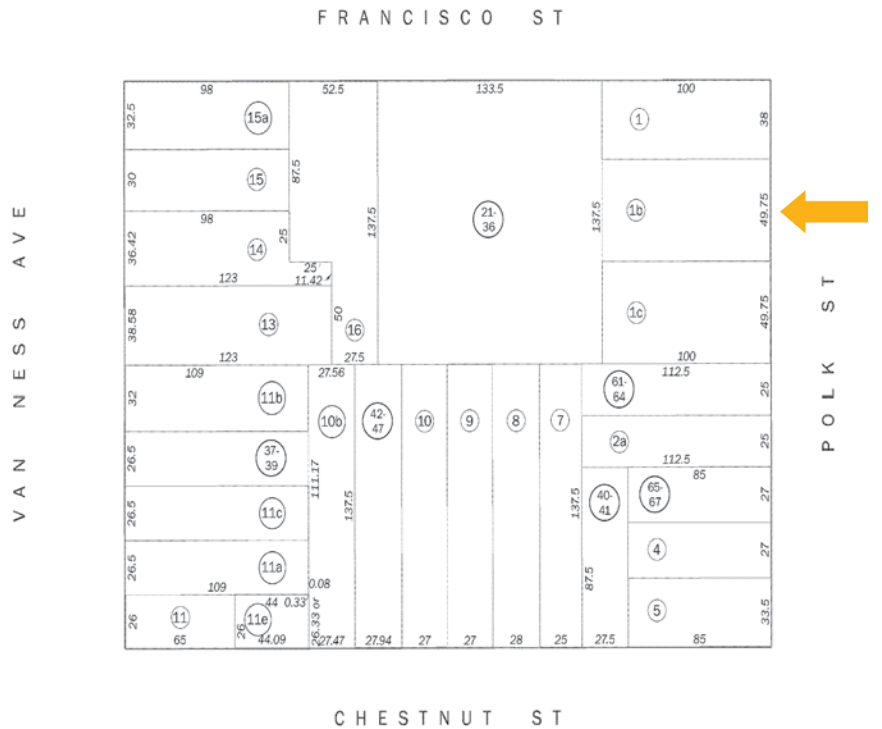 FRANCISCO ST
98 52.5 133.5 100
32.5 15a 1 38
87.5
30 15 1b 49.75
98 137.5 21-36 137.5
36.42 25 14
25 11.42
123
38.58 13 50 16 1c 49.75
123 27.5 100
109 27.56 112.5
32 11b 10b 42-47 10 9 8 7 61-64 25
2a 25
112.5
26.5 37-39 111.17 137.5 137.5 40-41 65-67 85 27
26.5 11c 4 27
26.5 11a 87.5
109 0.08
44 0.33
26 11 26 11e 26.33 or 5 33.5
65 44.09 27.47 27.94 27 27 28 25 27.5 85
VAN NESS AVE
POLK ST
CHESTNUT ST